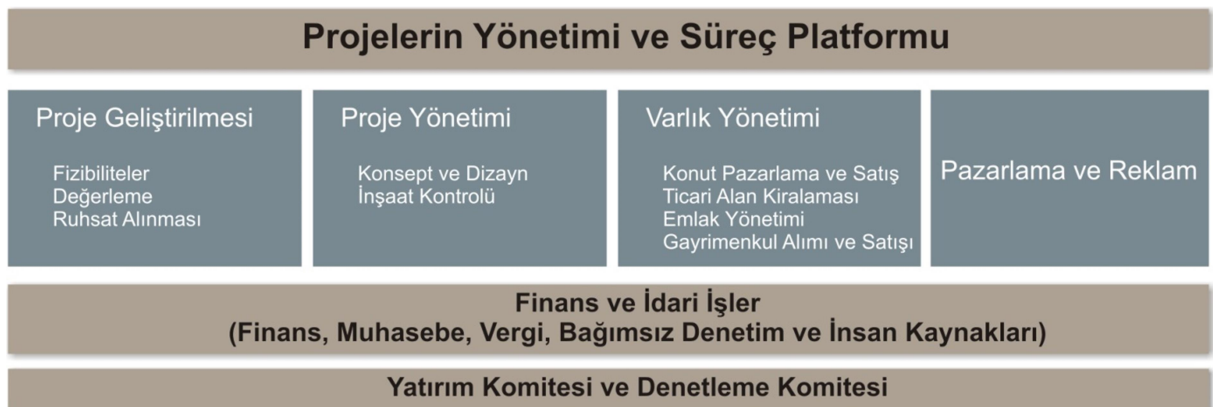 Projelerin Yönetimi ve Süreç Platformu
Proje Geliştirilmesi
Fizibiliteler
Değerleme
Ruhsat Alınması
Proje Yönetimi
Konsept ve Dizayn
İnşaat Kontrolü
Varlık Yönetimi
Konut Pazarlama ve Satış
Ticari Alan Kiralaması
Emlak Yönetimi
Gayrimenkul Alımı ve Satışı
Pazarlama ve Reklam
Finans ve İdari İşler
(Finans, Muhasebe, Vergi, Bağımsız Denetim ve İnsan Kaynakları)
Yatırım Komitesi ve Denetleme Komitesi